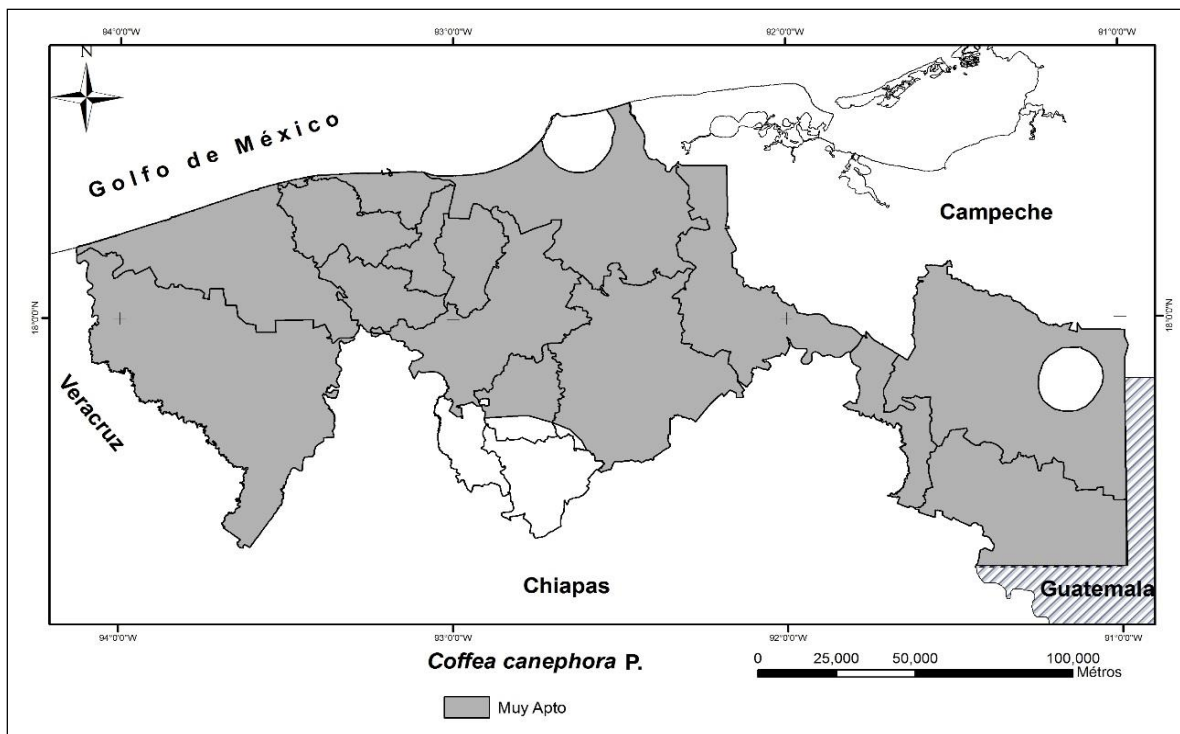 94°0'0"W 93°0'0"W 92°0'0"W 91°0'0"W
N
Golfo de México
Campeche
18°0'0"N 18°0'0"N
Veracruz
Chiapas
Guatemala
94°0'0"W 93°0'0"W 92°0'0"W 91°0'0"W
Coffea canephora P.
0 25,000 50,000 100,000
Métros
Muy Apto